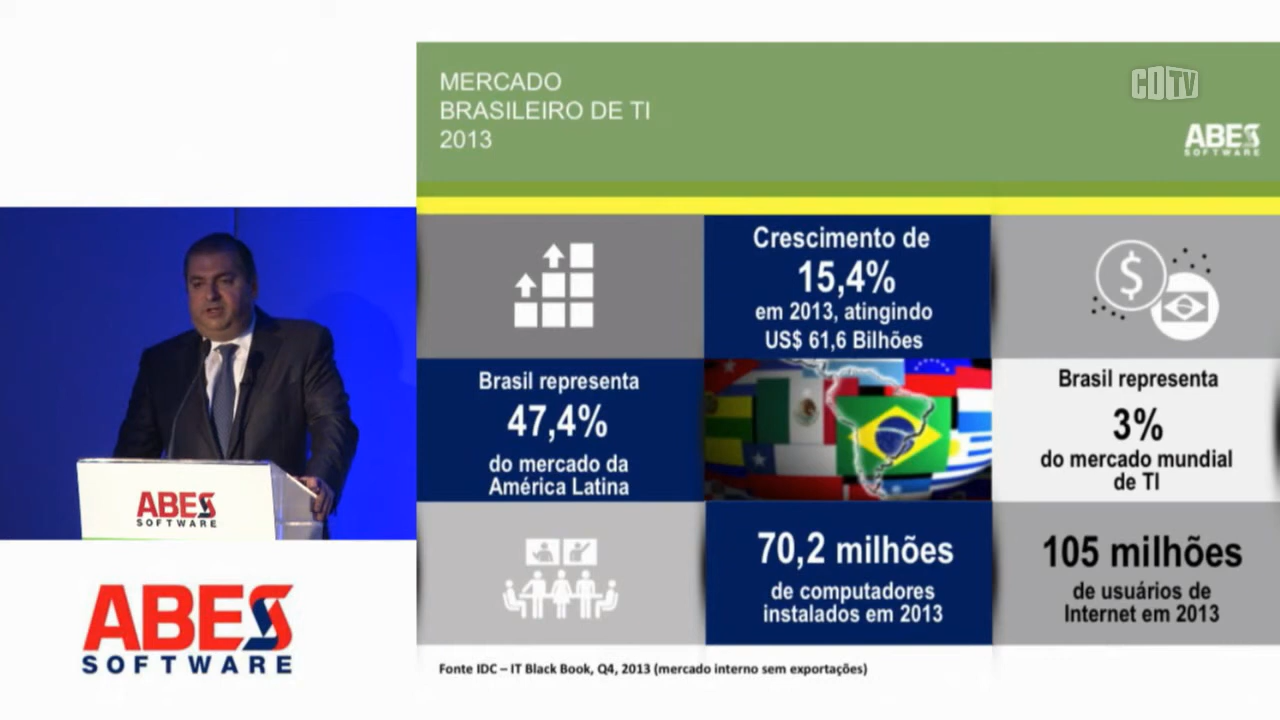 MERCADO
BRASILEIRO DE TI
2013
CDTV
ABES
SOFTWARE
Crescimento de
15,4%
em 2013, atingindo
US$ 61,6 Bilhões
$
Brasil representa
47,4%
do mercado da
América Latina
Brasil representa
3%
do mercado mundial
de TI
70,2 milhões
de computadores
instalados em 2013
105 milhões
de usuários de
Internet em 2013
ABES
SOFTWARE
ABES
SOFTWARE
Fonte IDC – IT Black Book, Q4, 2013 (mercado interno sem exportações)